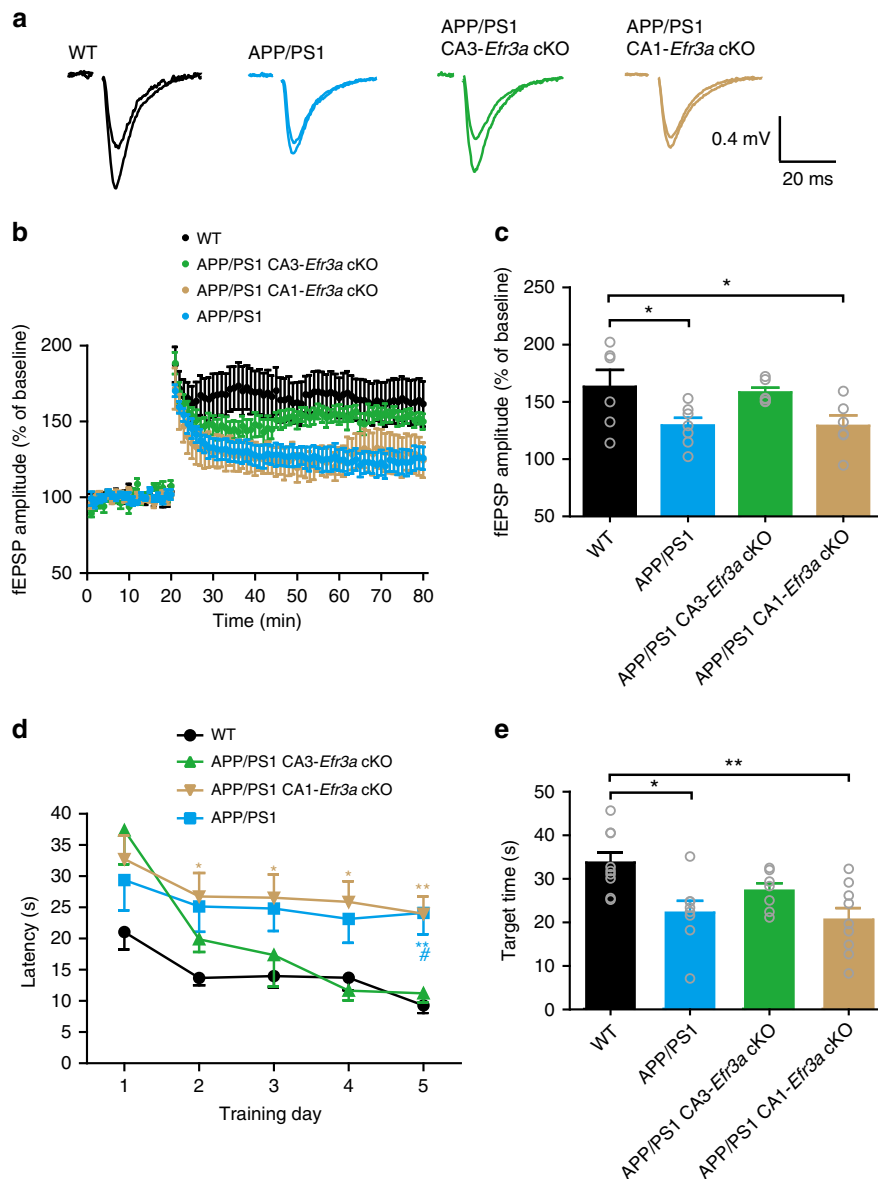 a
WT
APP/PS1
APP/PS1
CA3-Efr3a cKO
APP/PS1
CA1-Efr3a cKO
0.4 mV
20 ms
b
WT
APP/PS1 CA3-Efr3a cKO
APP/PS1 CA1-Efr3a cKO
APP/PS1
fEPSP amplitude (% of baseline)
200
150
100
50
0 10 20 30 40 50 60 70 80
Time (min)
c
fEPSP amplitude (% of baseline)
250
200
150
100
50
*
*
WT
APP/PS1
APP/PS1 CA3-Efr3a cKO
APP/PS1 CA1-Efr3a cKO
d
WT
APP/PS1 CA3-Efr3a cKO
APP/PS1 CA1-Efr3a cKO
APP/PS1
Latency (s)
40
35
30
25
20
15
10
5
0
* * * **
**
#
1 2 3 4 5
Training day
e
Target time (s)
50
40
30
20
10
0
**
*
WT
APP/PS1
APP/PS1 CA3-Efr3a cKO
APP/PS1 CA1-Efr3a cKO